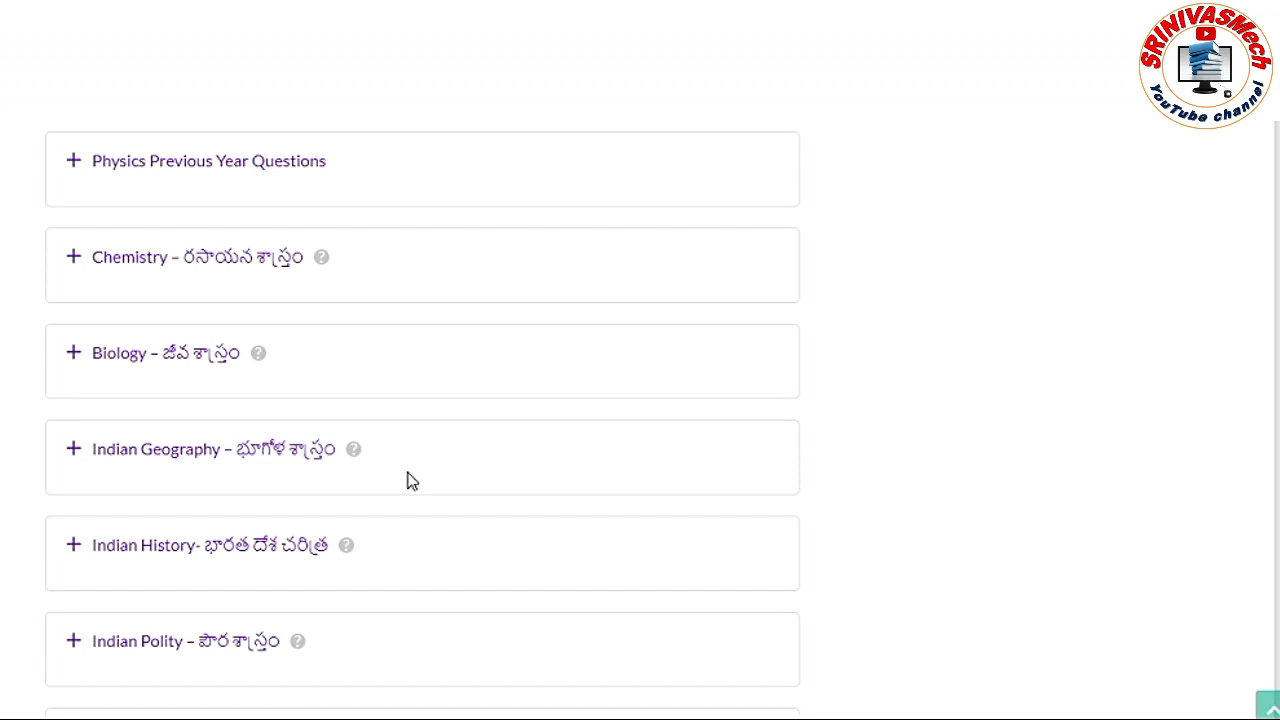 SRINIVASMech
YouTube channel
Physics Previous Year Questions
Chemistry – రసాయన శాస్త్రం
Biology – జీవ శాస్త్రం
Indian Geography – భూగోళ శాస్త్రం
Indian History- భారత దేశ చరిత్ర
Indian Polity – పౌర శాస్త్రం